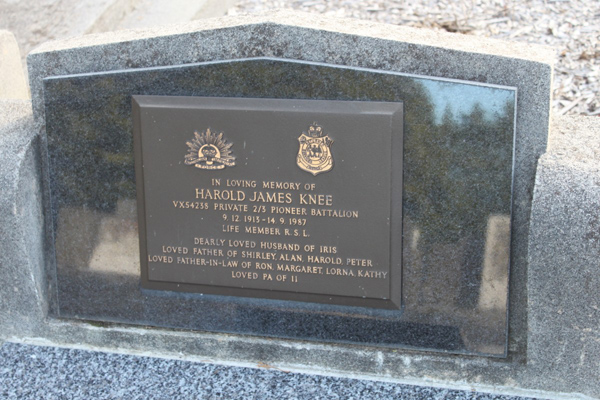 IN LOVING MEMORY OF
HAROLD JAMES KNEE
VX54238 PRIVATE 2/3 PIONEER BATTALION
9. 12. 1913 - 14. 9. 1987
LIFE MEMBER R. S. L.
DEARLY LOVED HUSBAND OF IRIS
LOVED FATHER OF SHIRLEY, ALAN, HAROLD, PETER
LOVED FATHER-IN-LAW OF RON, MARGARET, LORNA, KATHY
LOVED PA OF 11